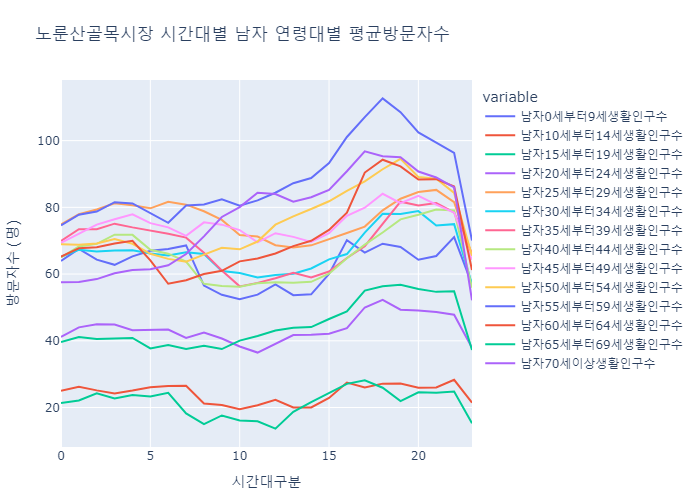 노룬산골목시장 시간대별 남자 연령대별 평균방문자수
variable
남자0세부터9세생활인구수
남자10세부터14세생활인구수
남자15세부터19세생활인구수
남자20세부터24세생활인구수
남자25세부터29세생활인구수
남자30세부터34세생활인구수
남자35세부터39세생활인구수
남자40세부터44세생활인구수
남자45세부터49세생활인구수
남자50세부터54세생활인구수
남자55세부터59세생활인구수
남자60세부터64세생활인구수
남자65세부터69세생활인구수
남자70세이상생활인구수
방문자수 (명)
100
80
60
40
20
0 5 10 15 20
시간대구분